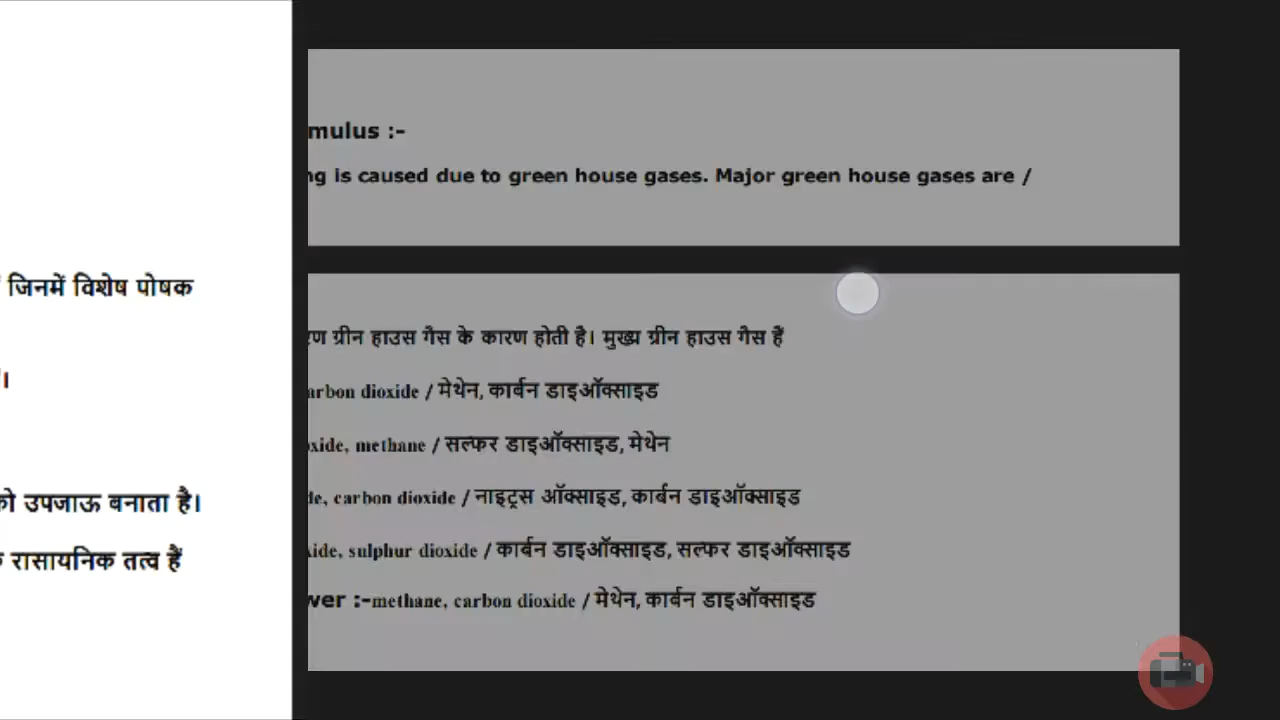 जिनमें विशेष पोषक
को उपजाऊ बनाता है।
रासायनिक तत्व हैं
mulus :-
ng is caused due to green house gases. Major green house gases are /
रण ग्रीन हाउस गैस के कारण होती है। मुख्य ग्रीन हाउस गैस हैं
arbon dioxide / मेथेन, कार्बन डाइऑक्साइड
oxide, methane / सल्फर डाइऑक्साइड, मेथेन
de, carbon dioxide / नाइट्रस ऑक्साइड, कार्बन डाइऑक्साइड
xide, sulphur dioxide / कार्बन डाइऑक्साइड, सल्फर डाइऑक्साइड
wer :-methane, carbon dioxide / मेथेन, कार्बन डाइऑक्साइड